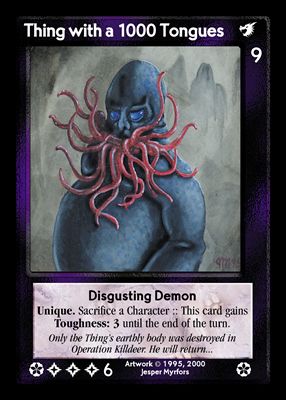 Thing with a 1000 Tongues
9
Disgusting Demon
Unique. Sacrifice a Character :: This card gains
Toughness: 3 until the end of the turn.
Only the Thing's earthly body was destroyed in
Operation Killdeer. He will return...
6
Artwork © 1995, 2000
Jesper Myrfors